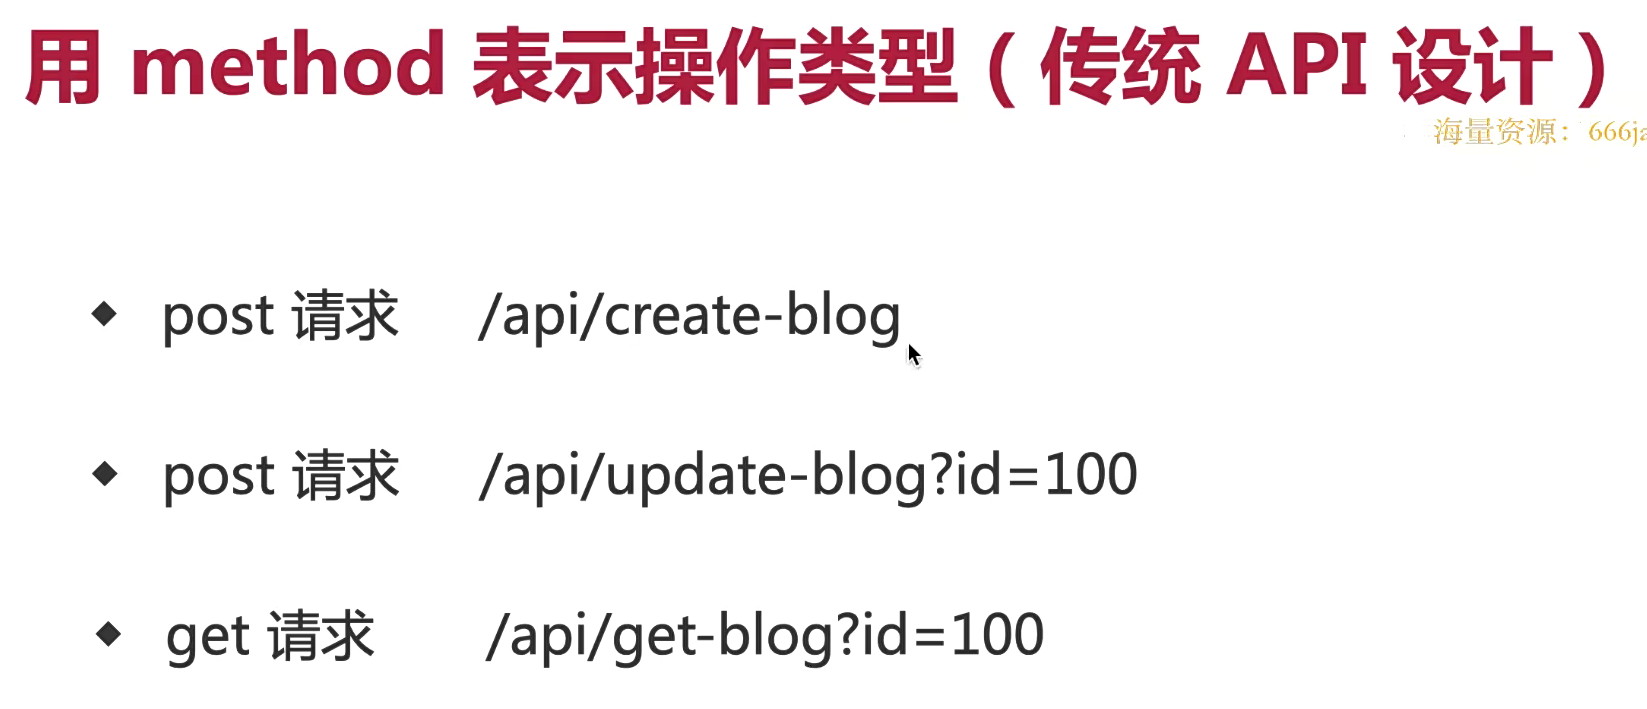 用 method 表示操作类型（传统 API 设计）
海量资源：666ja
post 请求 /api/create-blog
post 请求 /api/update-blog?id=100
get 请求 /api/get-blog?id=100